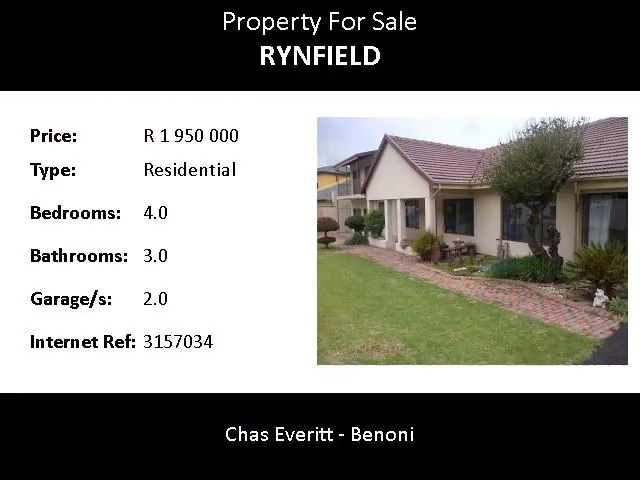 Property For Sale
RYNFIELD
Price: R 1 950 000
Type: Residential
Bedrooms: 4.0
Bathrooms: 3.0
Garage/s: 2.0
Internet Ref: 3157034
Chas Everitt - Benoni